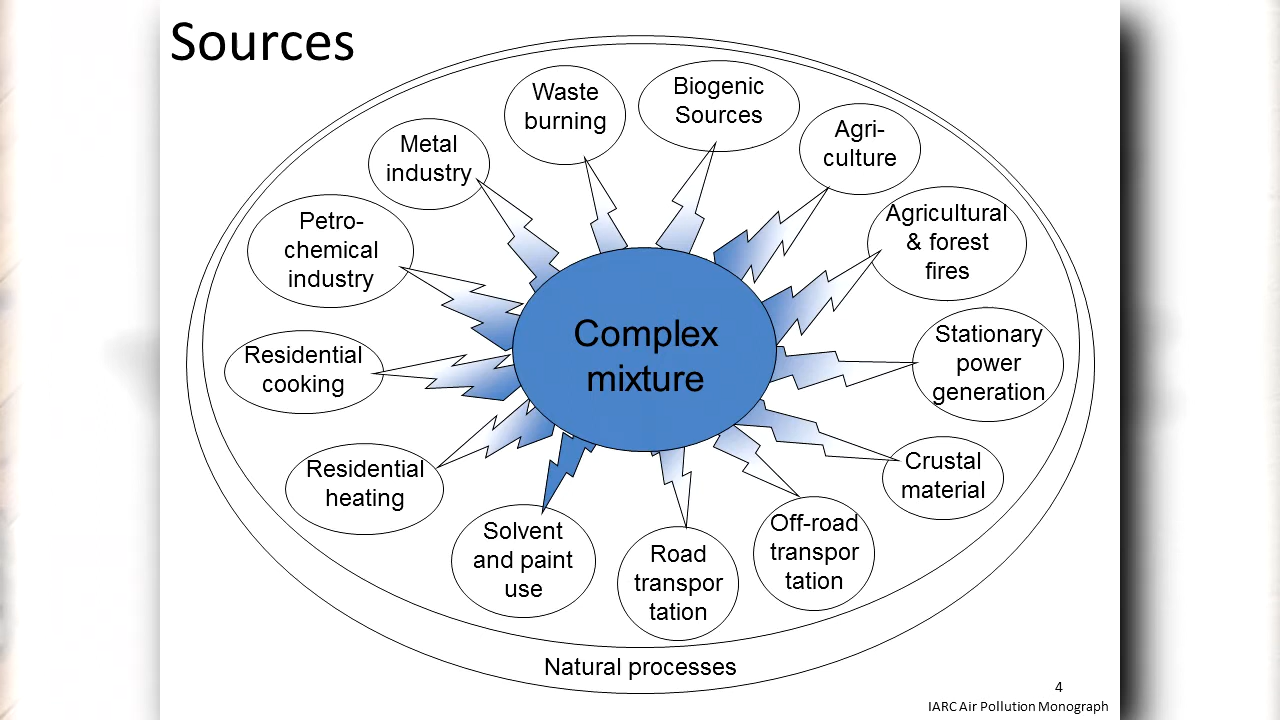 Sources
Waste
burning
Biogenic
Sources
Agri-
culture
Metal
industry
Agricultural
& forest
fires
Petro-
chemical
industry
Stationary
power
generation
Residential
cooking
Complex
mixture
Crustal
material
Residential
heating
Off-road
transpor
tation
Solvent
and paint
use
Road
transpor
tation
Natural processes
4
IARC Air Pollution Monograph